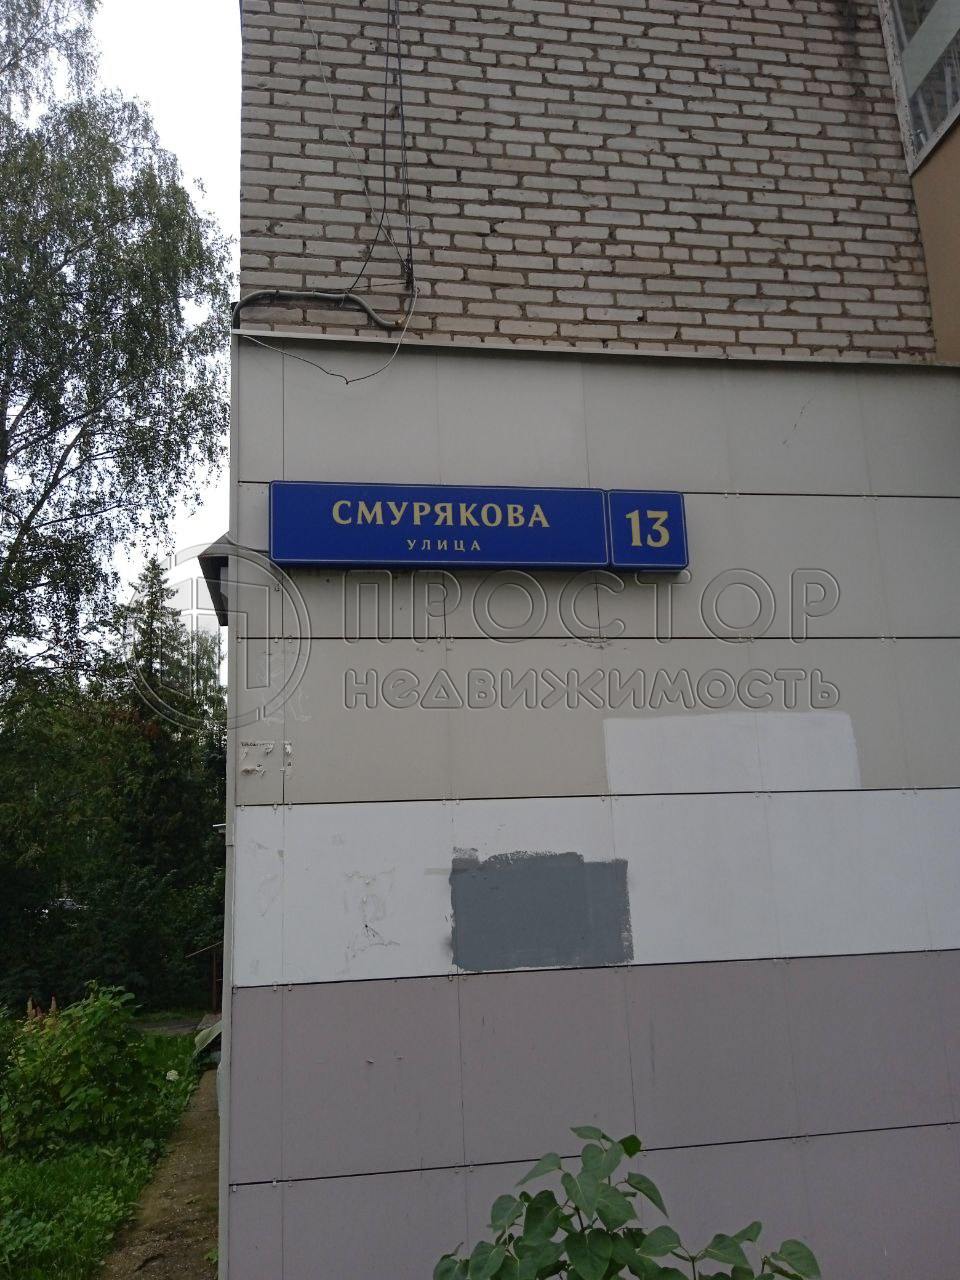 СМУРЯКОВА
УЛИЦА
13
ПРОСТОР
недвижимость